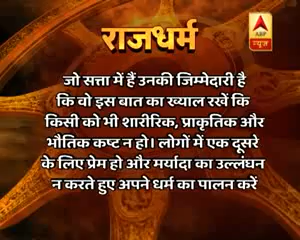 abp
न्यूज़
राजधर्म
जो सत्ता में हैं उनकी जिम्मेदारी है
कि वो इस बात का ख्याल रखें कि
किसी को भी शारीरिक, प्राकृतिक और
भौतिक कष्ट न हो। लोगों में एक दूसरे
के लिए प्रेम हो और मर्यादा का उल्लंघन
न करते हुए अपने धर्म का पालन करें